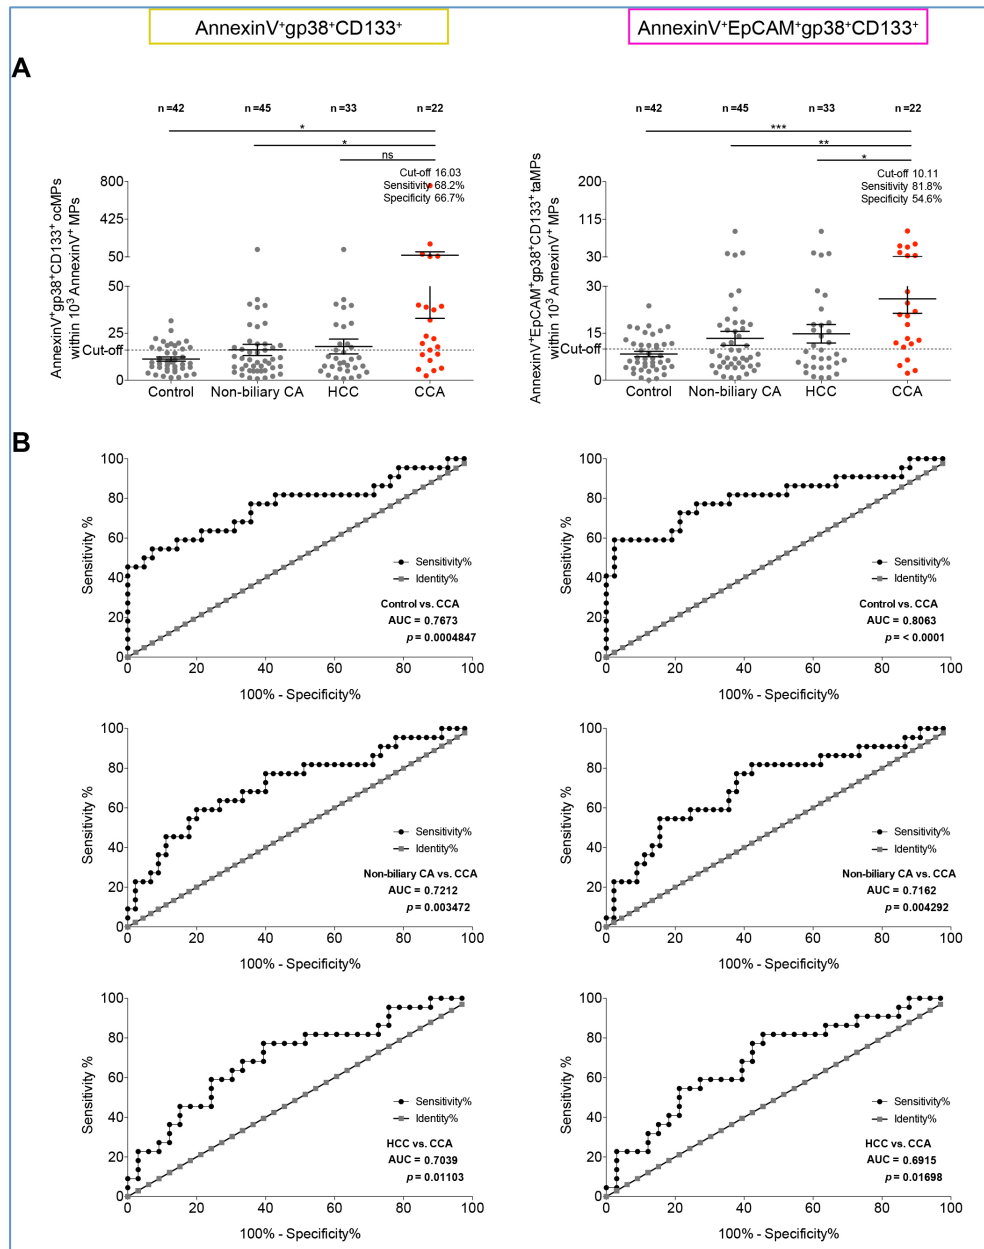 AnnexinV⁺gp38⁺CD133⁺
AnnexinV⁺EpCAM⁺gp38⁺CD133⁺
A
n =42 n =45 n =33 n =22
*
*
ns
Cut-off 16.03
Sensitivity 68.2%
Specificity 66.7%
AnnexinV⁺gp38⁺CD133⁺ ocMPs
within 10³ AnnexinV⁺ MPs
800
425
50
50
25
Cut-off
0
Control Non-biliary CA HCC CCA
n =42 n =45 n =33 n =22
***
**
*
Cut-off 10.11
Sensitivity 81.8%
Specificity 54.6%
AnnexinV⁺EpCAM⁺gp38⁺CD133⁺ taMPs
within 10³ AnnexinV⁺ MPs
200
115
30
30
15
Cut-off
0
Control Non-biliary CA HCC CCA
B
Sensitivity %
100
80
60
40
20
0
Sensitivity%
Identity%
Control vs. CCA
AUC = 0.7673
p = 0.0004847
0 20 40 60 80 100
100% - Specificity%
Sensitivity %
100
80
60
40
20
0
Sensitivity%
Identity%
Control vs. CCA
AUC = 0.8063
p = < 0.0001
0 20 40 60 80 100
100% - Specificity%
Sensitivity %
100
80
60
40
20
0
Sensitivity%
Identity%
Non-biliary CA vs. CCA
AUC = 0.7212
p = 0.003472
0 20 40 60 80 100
100% - Specificity%
Sensitivity %
100
80
60
40
20
0
Sensitivity%
Identity%
Non-biliary CA vs. CCA
AUC = 0.7162
p = 0.004292
0 20 40 60 80 100
100% - Specificity%
Sensitivity %
100
80
60
40
20
0
Sensitivity%
Identity%
HCC vs. CCA
AUC = 0.7039
p = 0.01103
0 20 40 60 80 100
100% - Specificity%
Sensitivity %
100
80
60
40
20
0
Sensitivity%
Identity%
HCC vs. CCA
AUC = 0.6915
p = 0.01698
0 20 40 60 80 100
100% - Specificity%